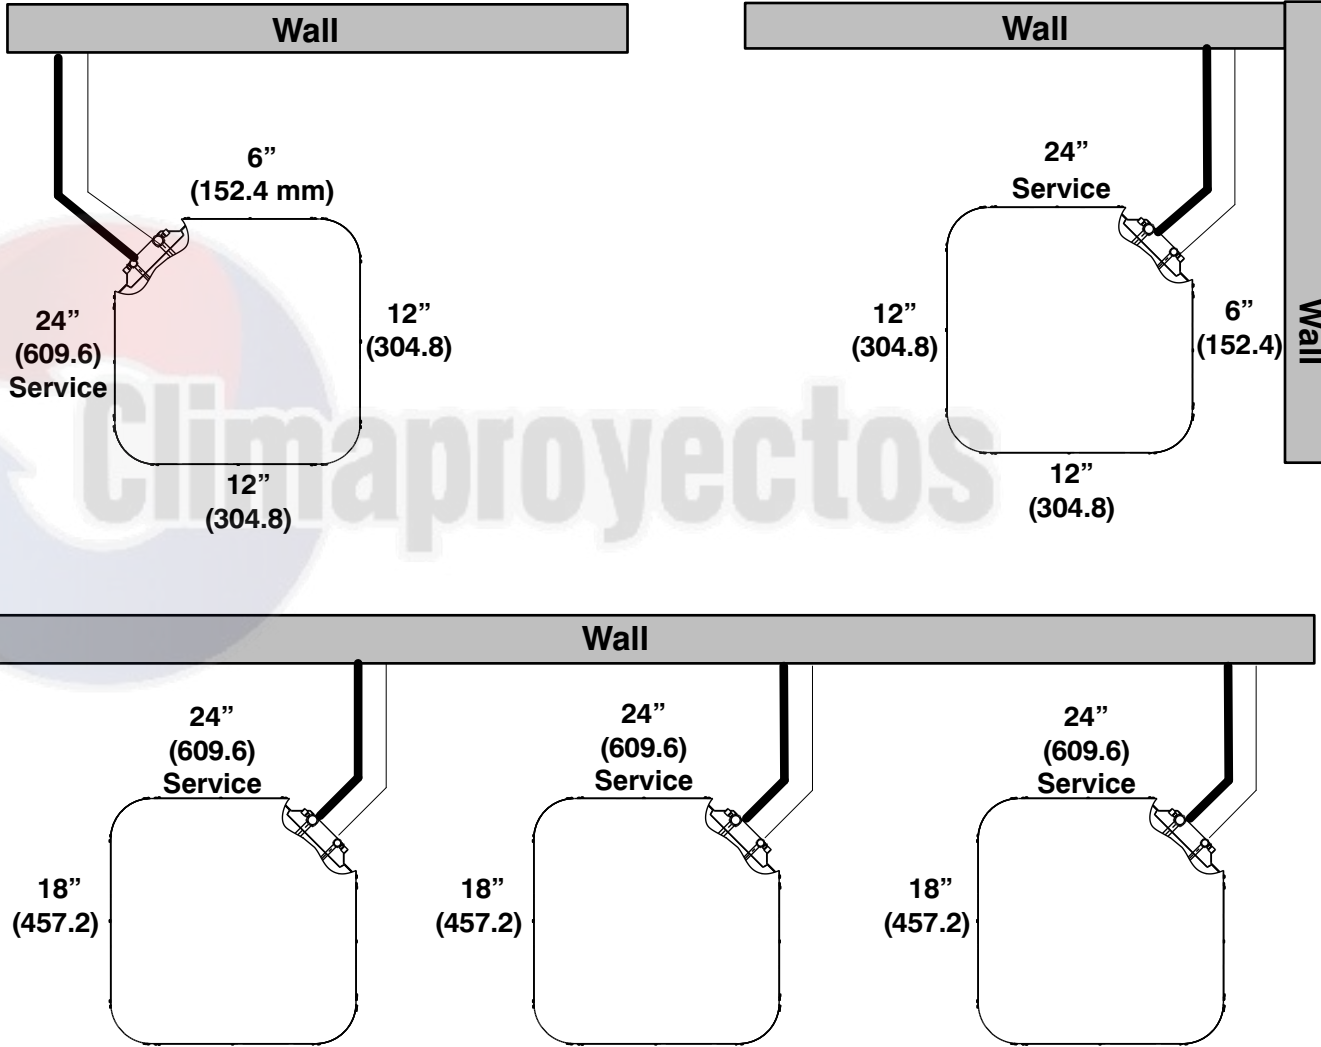 Wall
6”
(152.4 mm)
24”
(609.6)
Service
12”
(304.8)
12”
(304.8)
Wall
24”
Service
12”
(304.8)
6”
(152.4)
Wall
12”
(304.8)
Climaproyectos
Wall
24”
(609.6)
Service
18”
(457.2)
24”
(609.6)
Service
18”
(457.2)
24”
(609.6)
Service
18”
(457.2)